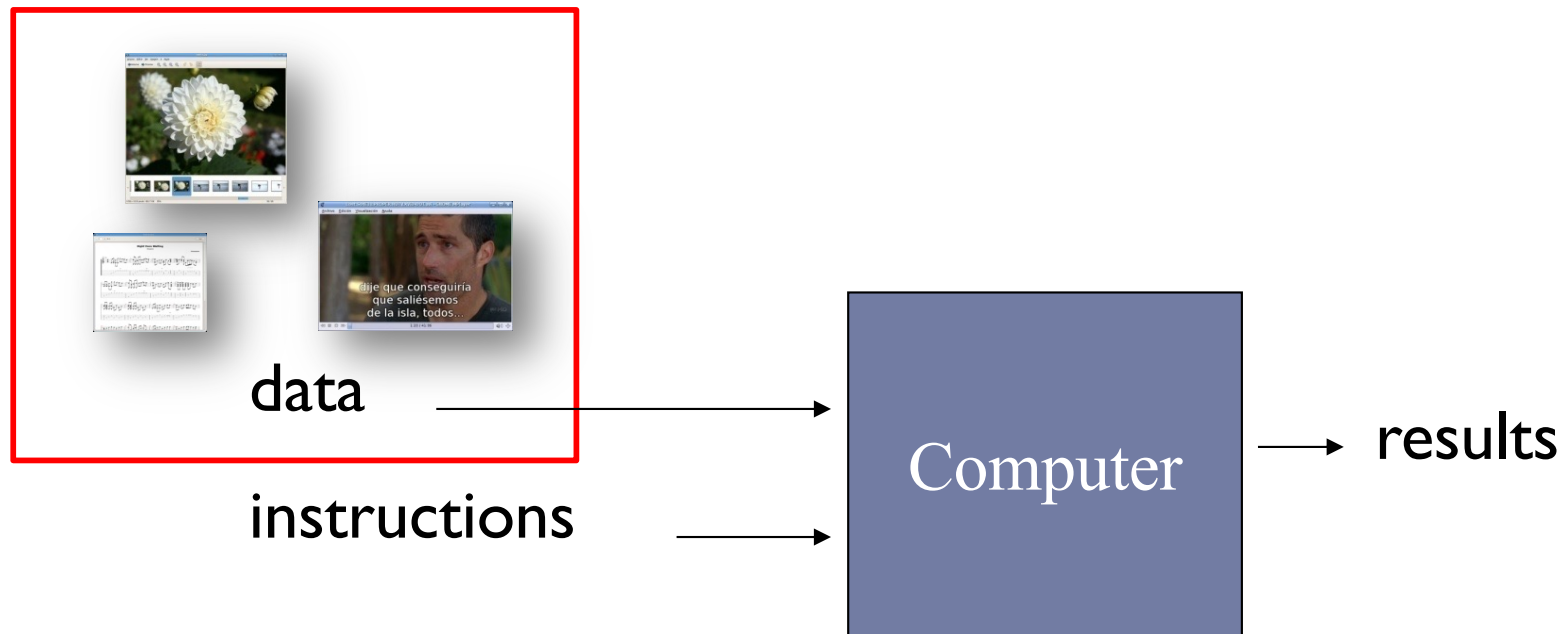 Dije que conseguiría
que saliésemos
de la isla, todos...
data
instructions
Computer
results